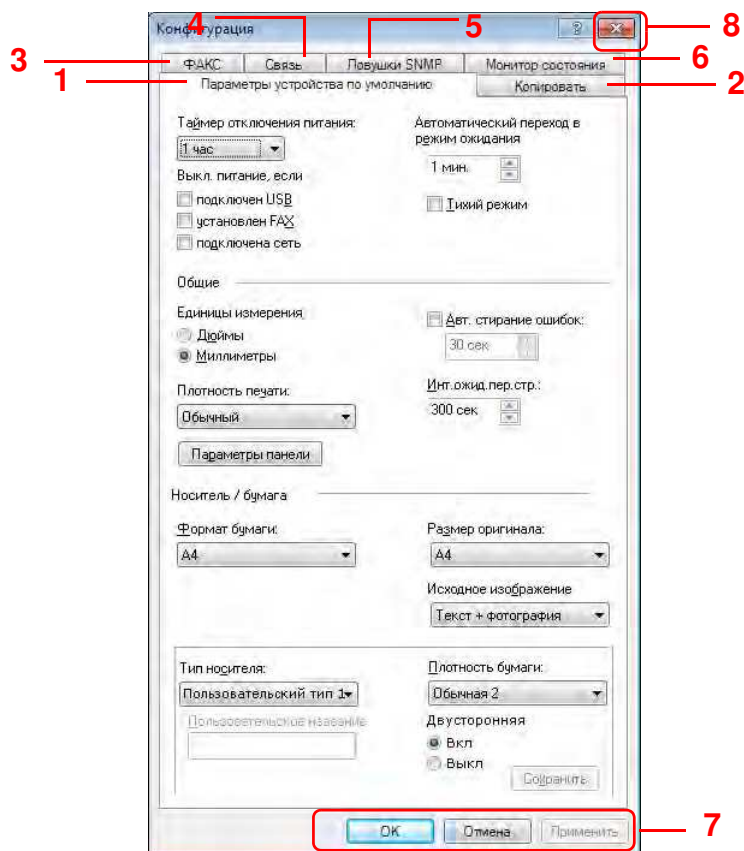 Конфигурация
4
5
8
3
ФАКС
Связь
Ловушки SNMP
Монитор состояния
6
1
Параметры устройства по умолчанию
Копировать
2
Таймер отключения питания:
Автоматический переход в режим ожидания
1 час
1 мин.
Выкл. питание, если
подключен USB
Тихий режим
установлен FAX
подключена сеть
Общие
Единицы измерения
Авт. стирание ошибок:
Дюймы
30 сек
Миллиметры
Инт.ожид.пер.стр.:
Плотность печати:
300 сек
Обычный
Параметры панели
Носитель / бумага
Формат бумаги:
Размер оригинала:
A4
A4
Исходное изображение
Текст + фотография
Тип носителя:
Плотность бумаги:
Пользовательский тип 1
Обычная 2
Пользовательское название
Двусторонняя
Вкл
Выкл
Сохранить
OK
Отмена
Применить
7